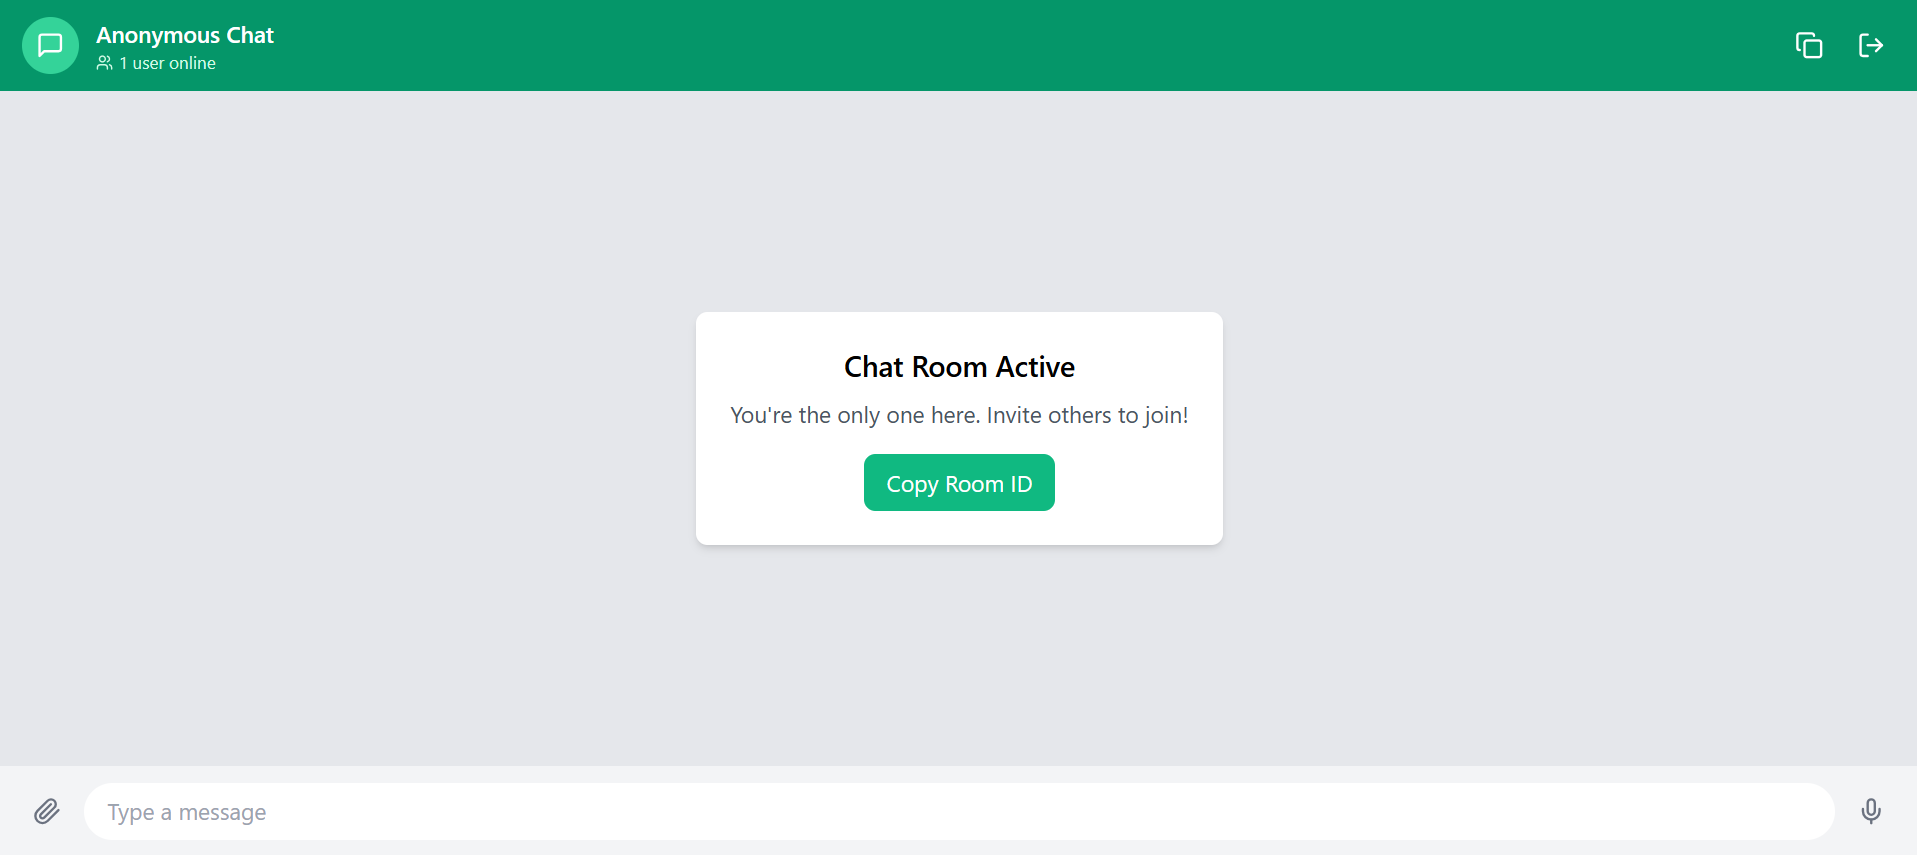 Anonymous Chat
1 user online
Chat Room Active
You're the only one here. Invite others to join!
Copy Room ID
Type a message